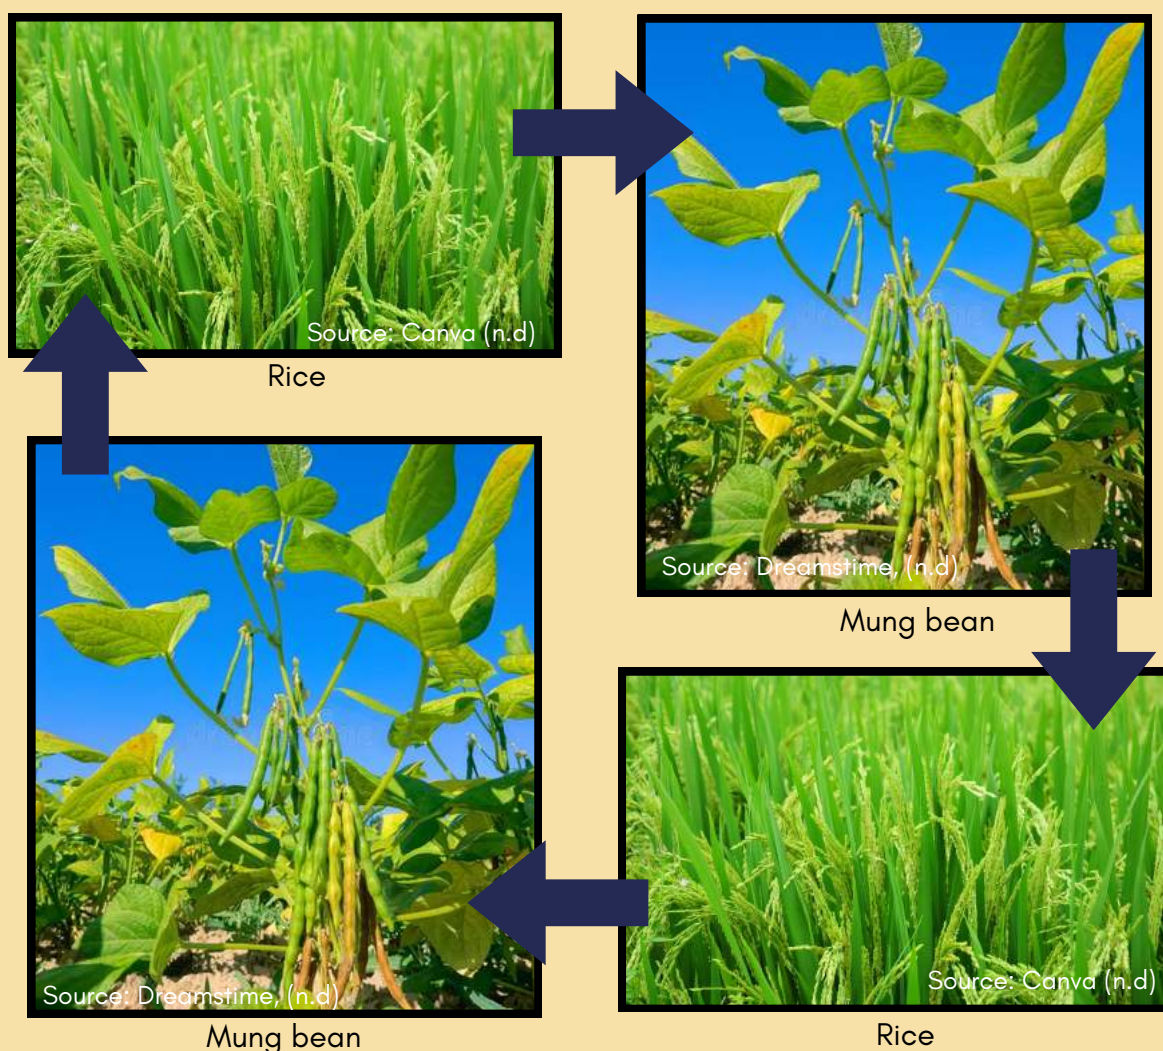 Source: Canva (n.d)
Rice
Source: Dreamstime, (n.d)
Mung bean
Source: Canva (n.d)
Rice
Source: Dreamstime, (n.d)
Mung bean